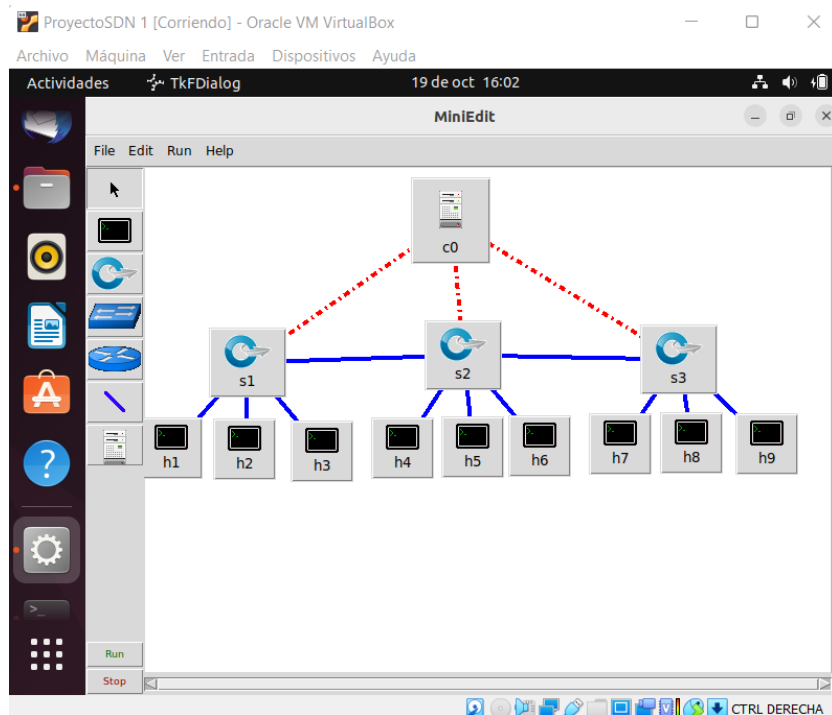 ProyectoSDN 1 [Corriendo] - Oracle VM VirtualBox
Archivo Máquina Ver Entrada Dispositivos Ayuda
Actividades TkFDialog 19 de oct 16:02
MiniEdit
File Edit Run Help
c0
s1 s2 s3
h1 h2 h3 h4 h5 h6 h7 h8 h9
Run
Stop
CTRL DERECHA